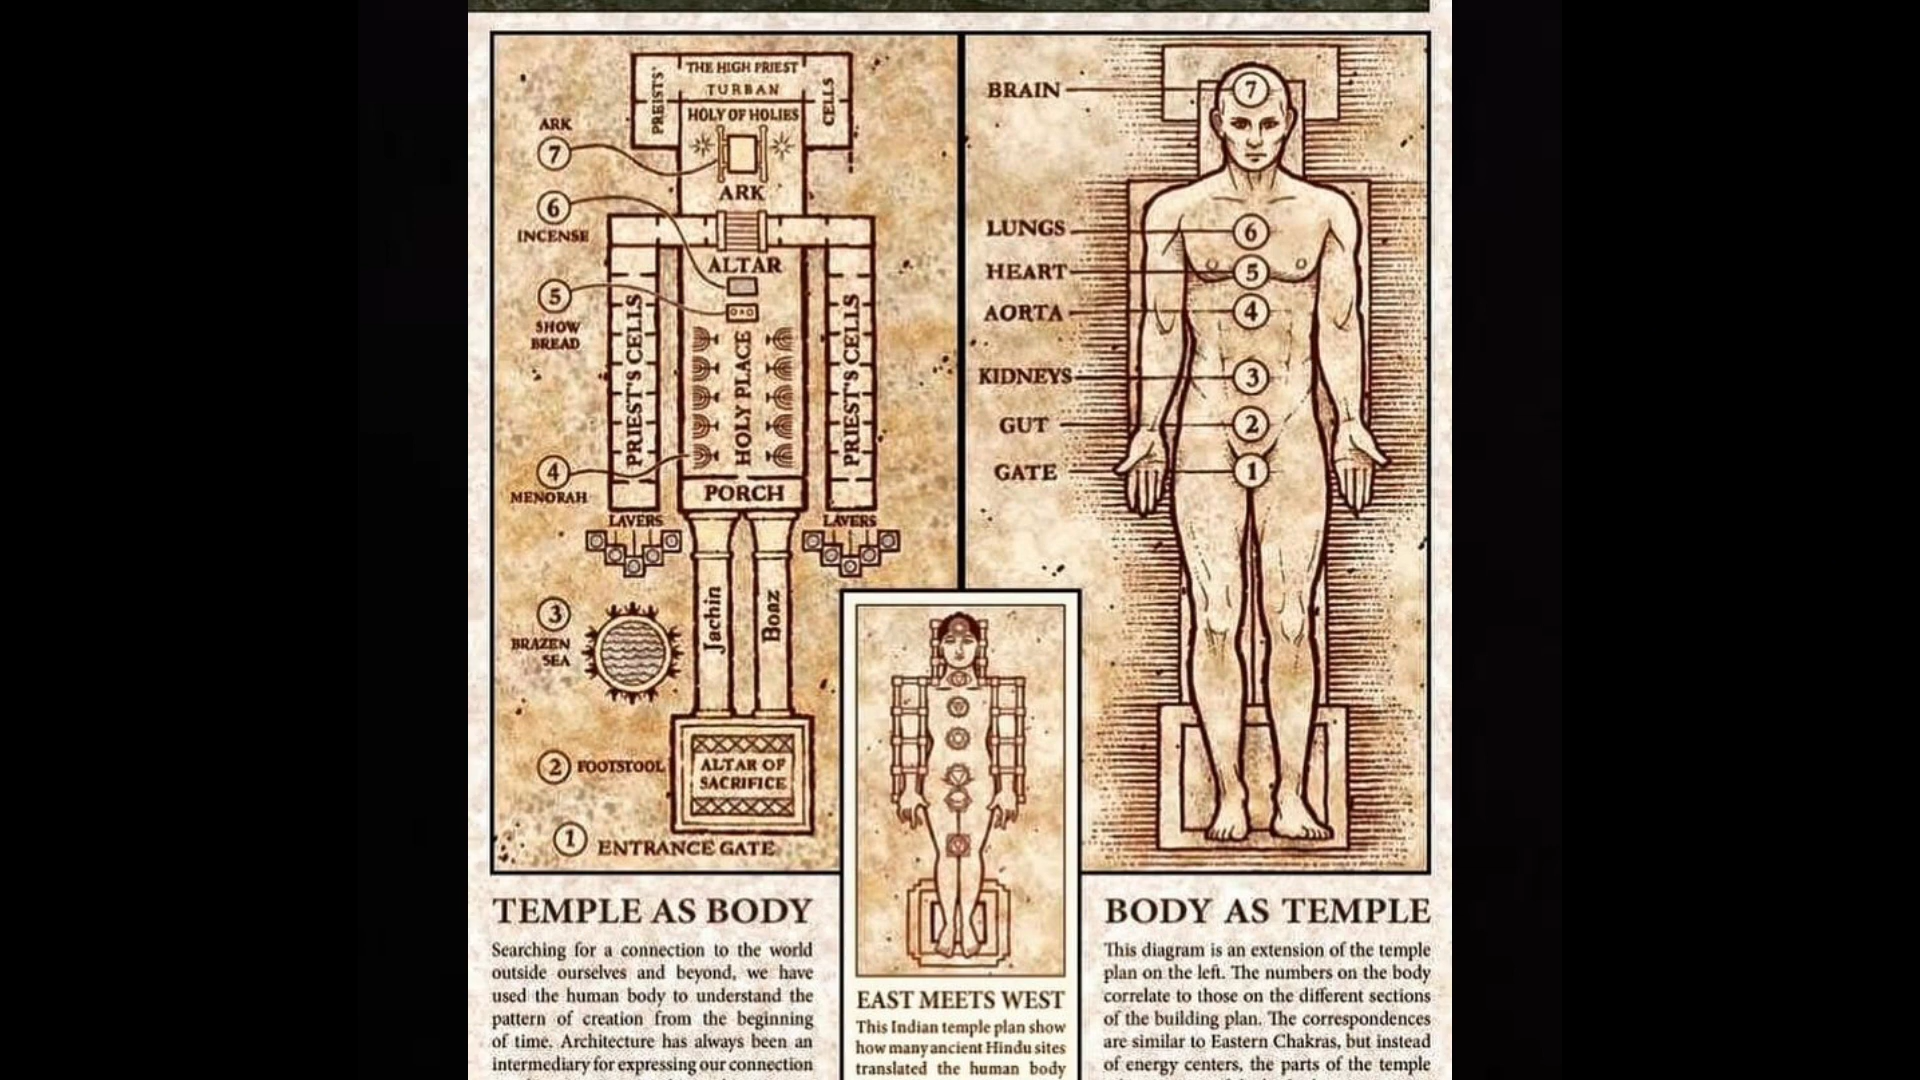 THE HIGH PRIEST
TURBAN
PREISTS'
CELLS
HOLY OF HOLIES
ARK
7
ARK
6
INCENSE
ALTAR
5
SHOW
BREAD
PRIEST'S CELLS
HOLY PLACE
PRIEST'S CELLS
4
MENORAH
PORCH
LAVERS
LAVERS
Jachin
Boaz
3
BRAZEN
SEA
2 FOOTSTOOL
ALTAR OF
SACRIFICE
1 ENTRANCE GATE
BRAIN 7
LUNGS 6
HEART 5
AORTA 4
KIDNEYS 3
GUT 2
GATE 1
TEMPLE AS BODY
Searching for a connection to the world
outside ourselves and beyond, we have
used the human body to understand the
pattern of creation from the beginning
of time. Architecture has always been an
intermediary for expressing our connection
EAST MEETS WEST
This Indian temple plan show
how many ancient Hindu sites
translated the human body
BODY AS TEMPLE
This diagram is an extension of the temple
plan on the left. The numbers on the body
correlate to those on the different sections
of the building plan. The correspondences
are similar to Eastern Chakras, but instead
of energy centers, the parts of the temple